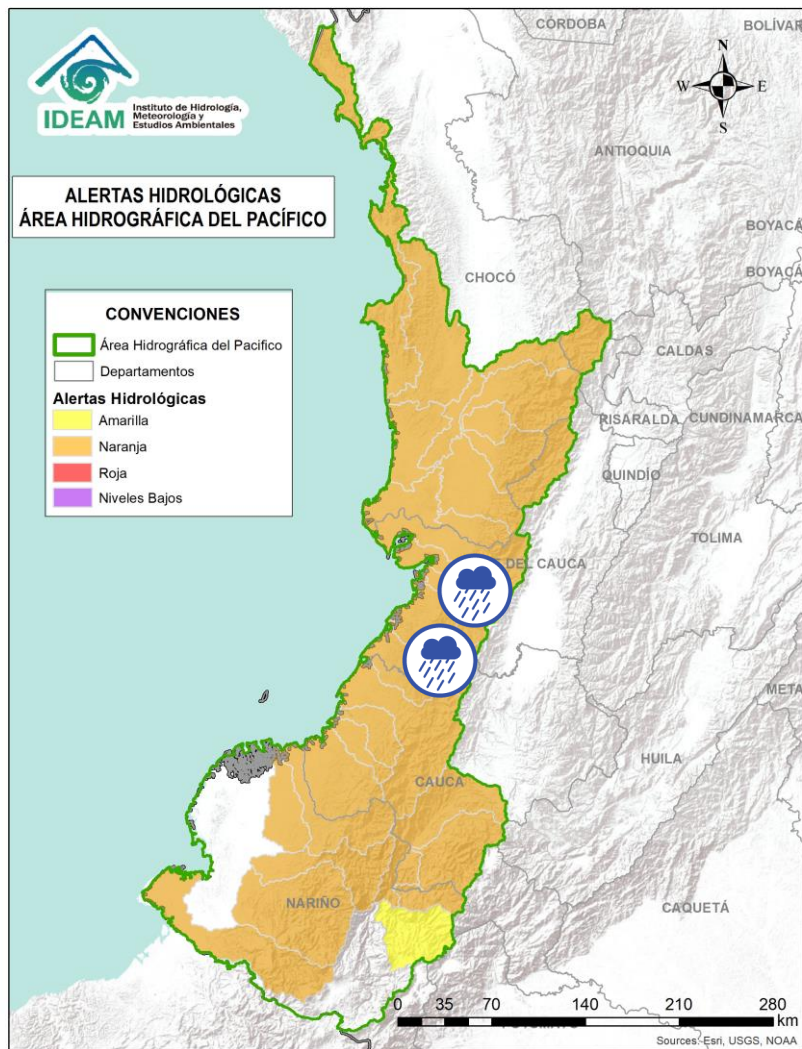 CÓRDOBA
BOLÍVAR
IDEAM
Instituto de Hidrología,
Meteorología y
Estudios Ambientales
N
W E
S
ANTIOQUIA
ALERTAS HIDROLÓGICAS
ÁREA HIDROGRÁFICA DEL PACÍFICO
BOYACÁ
BOYACÁ
CHOCÓ
CONVENCIONES
Área Hidrográfica del Pacifico
Departamentos
Alertas Hidrológicas
Amarilla
Naranja
Roja
Niveles Bajos
CALDAS
RISARALDA
CUNDINAMARCA
QUINDÍO
TOLIMA
DEL CAUCA
META
HUILA
CAUCA
NARIÑO
CAQUETÁ
0 35 70 140 210 280
km
Sources: Esri, USGS, NOAA